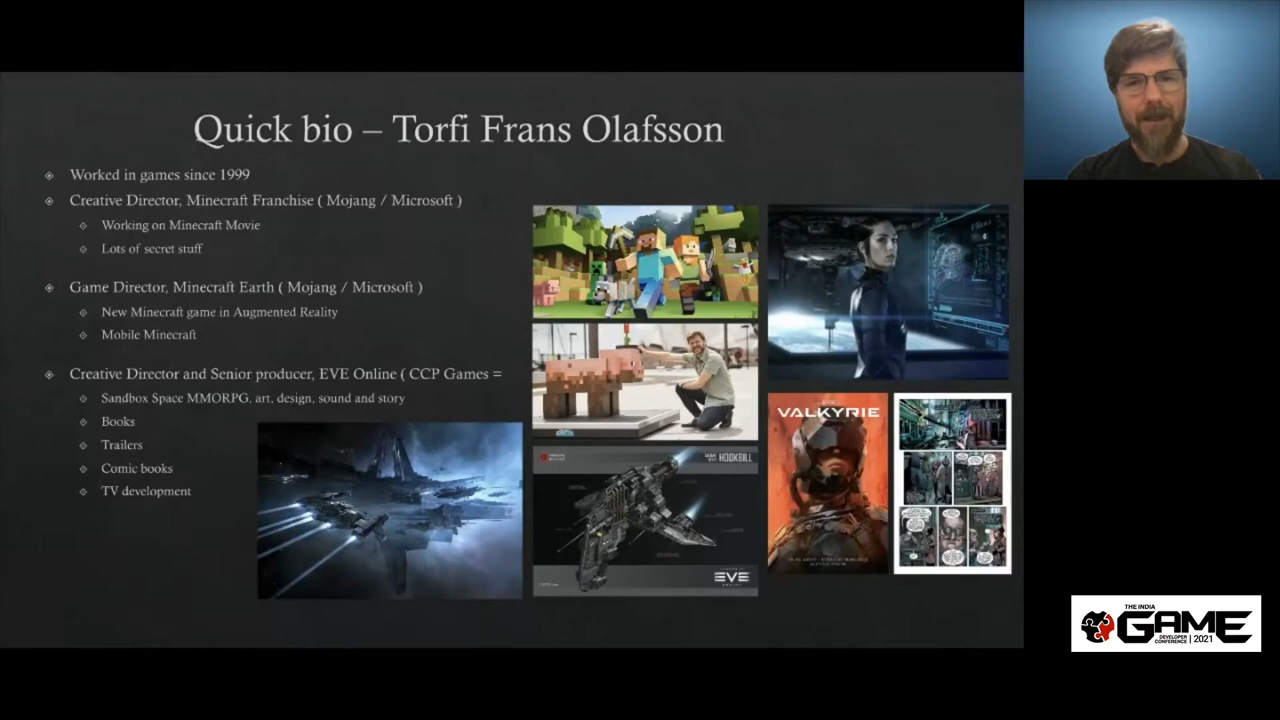 Quick bio – Torfi Frans Olafsson
Worked in games since 1999
Creative Director, Minecraft Franchise ( Mojang / Microsoft )
Working on Minecraft Movie
Lots of secret stuff
Game Director, Minecraft Earth ( Mojang / Microsoft )
New Minecraft game in Augmented Reality
Mobile Minecraft
Creative Director and Senior producer, EVE Online ( CCP Games =
Sandbox Space MMORPG, art, design, sound and story
Books
Trailers
Comic books
TV development
HOOKBILL
EVE
VALKYRIE
THE INDIA
GAME
DEVELOPER
CONFERENCE | 2021